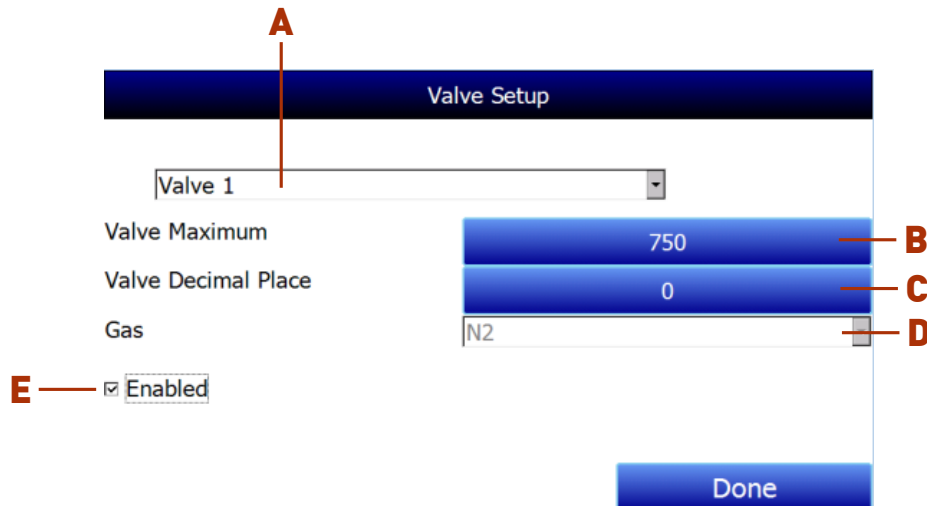 A
Valve Setup
Valve 1
Valve Maximum 750 B
Valve Decimal Place 0 C
Gas N2 D
E Enabled
Done